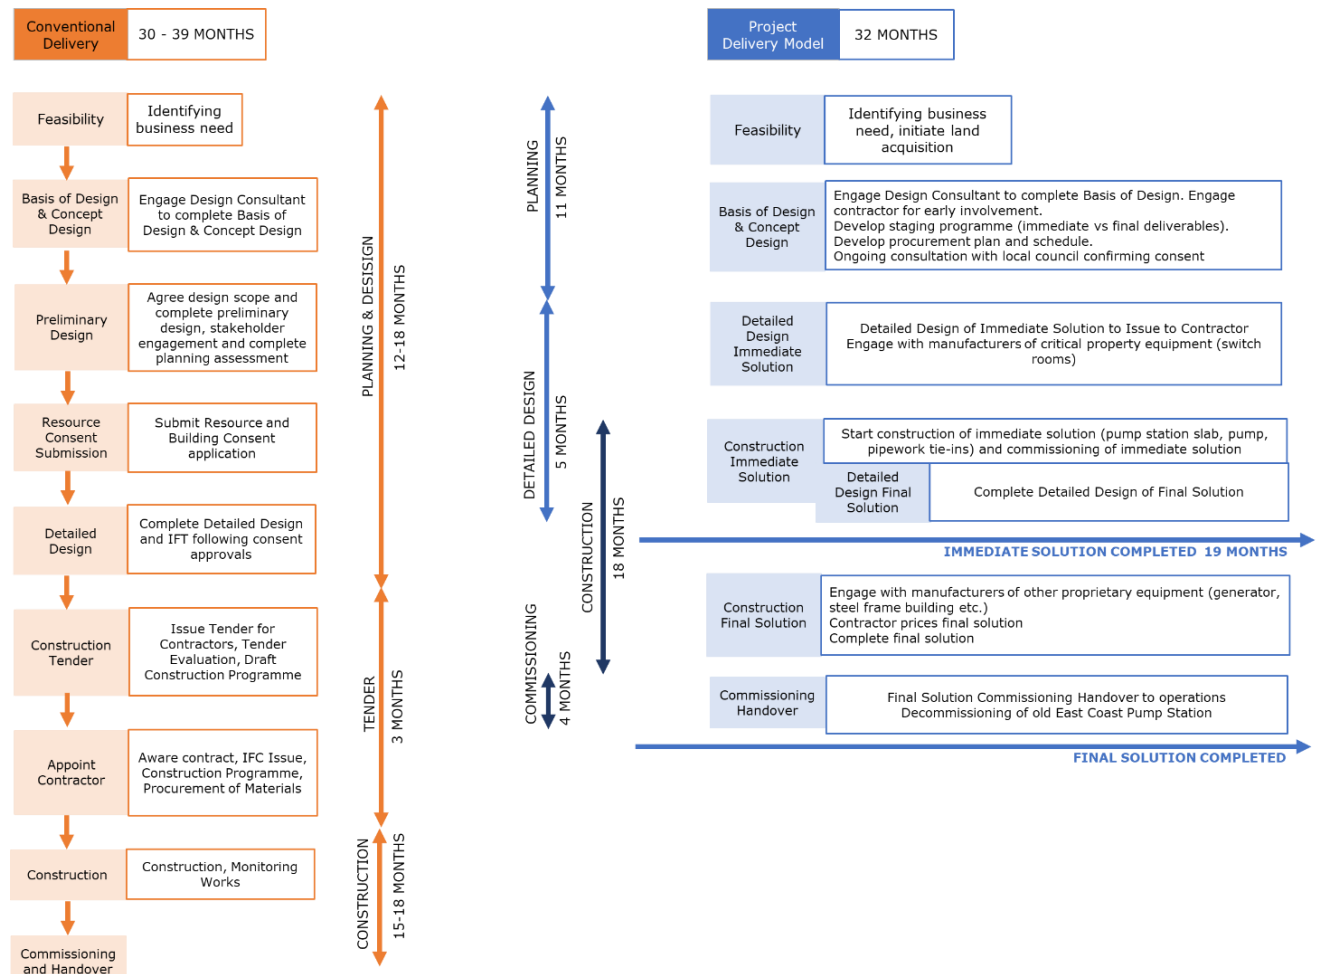 Conventional
Delivery
30 - 39 MONTHS
Feasibility
Identifying
business need
Basis of Design
& Concept
Design
Engage Design Consultant
to complete Basis of
Design & Concept Design
Preliminary
Design
Agree design scope and
complete preliminary
design, stakeholder
engagement and complete
planning assessment
Resource
Consent
Submission
Submit Resource and
Building Consent
application
Detailed
Design
Complete Detailed Design
and IFT following consent
approvals
Construction
Tender
Issue Tender for
Contractors, Tender
Evaluation, Draft
Construction Programme
Appoint
Contractor
Aware contract, IFC Issue,
Construction Programme,
Procurement of Materials
Construction
Construction, Monitoring
Works
Commissioning
and Handover
PLANNING & DESISIGN
12-18 MONTHS
TENDER
3 MONTHS
CONSTRUCTION
15-18 MONTHS
PLANNING
11 MONTHS
DETAILED DESIGN
5 MONTHS
CONSTRUCTION
18 MONTHS
COMMISSIONING
4 MONTHS
Project
Delivery Model
32 MONTHS
Feasibility
Identifying business
need, initiate land
acquisition
Basis of Design
& Concept
Design
Engage Design Consultant to complete Basis of Design. Engage
contractor for early involvement.
Develop staging programme (immediate vs final deliverables).
Develop procurement plan and schedule.
Ongoing consultation with local council confirming consent
Detailed
Design
Immediate
Solution
Detailed Design of Immediate Solution to Issue to Contractor
Engage with manufacturers of critical property equipment (switch
rooms)
Construction
Immediate
Solution
Start construction of immediate solution (pump station slab, pump,
pipework tie-ins) and commissioning of immediate solution
Detailed
Design Final
Solution
Complete Detailed Design of Final Solution
IMMEDIATE SOLUTION COMPLETED 19 MONTHS
Construction
Final Solution
Engage with manufacturers of other proprietary equipment (generator,
steel frame building etc.)
Contractor prices final solution
Complete final solution
Commissioning
Handover
Final Solution Commissioning Handover to operations
Decommissioning of old East Coast Pump Station
FINAL SOLUTION COMPLETED